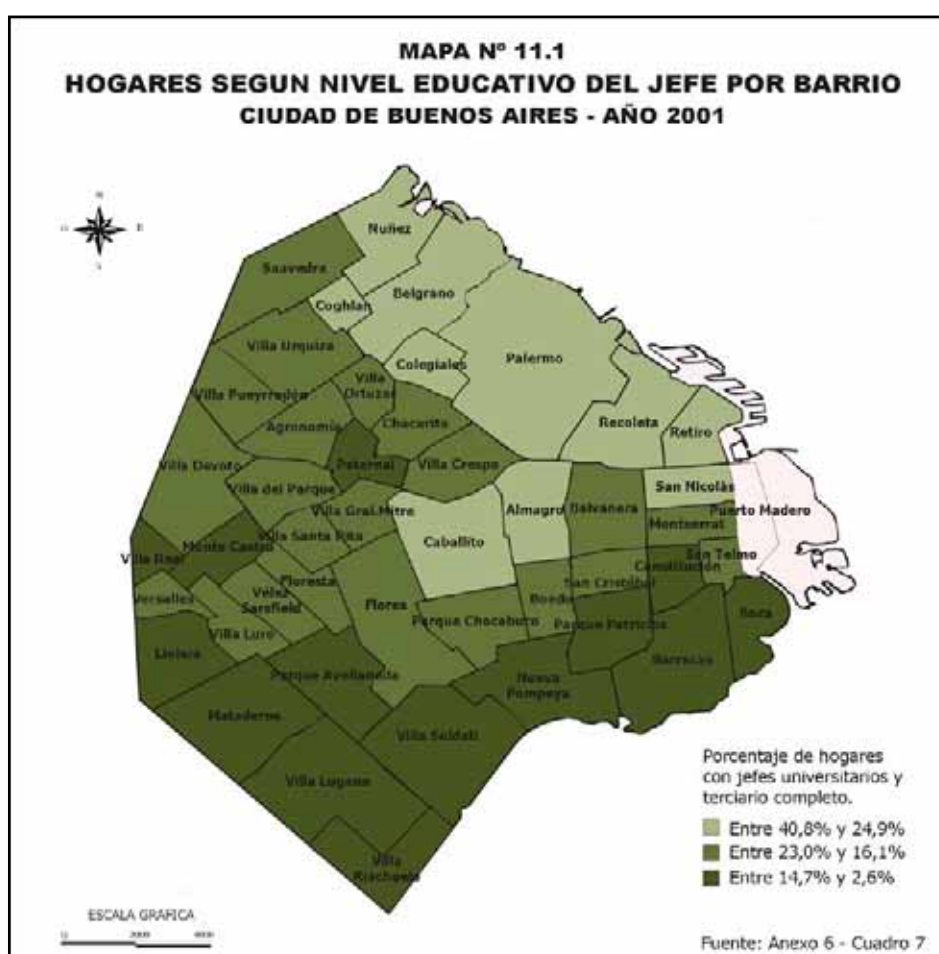 MAPA Nº 11.1
HOGARES SEGUN NIVEL EDUCATIVO DEL JEFE POR BARRIO
CIUDAD DE BUENOS AIRES - AÑO 2001
Nuñez
Saavedra
Belgrano
Coghlan
Villa Urquiza
Palermo
Colegiales
Villa
Ortuzar
Villa Pueyrredón
Chacarita
Agronomía
Recoleta
Retiro
Paternal
Villa Crespo
Villa Devoto
Villa del Parque
San Nicolás
Almagro
Balvanera
Puerto Madero
Villa Gral.Mitre
Montserrat
Villa Santa Rita
Caballito
Monte Castro
San Telmo
Villa Real
Constitución
Floresta
San Cristóbal
Versalles
Vélez
Sarsfield
Flores
Boedo
Boca
Parque Chacabuco
Parque Patricios
Villa Luro
Liniers
Barracas
Parque Avellaneda
Nueva
Pompeya
Mataderos
Villa Soldati
Villa Lugano
Villa
Riachuelo
Porcentaje de hogares
con jefes universitarios y
terciario completo.
Entre 40,8% y 24,9%
Entre 23,0% y 16,1%
Entre 14,7% y 2,6%
ESCALA GRAFICA
0 2000 4000
Fuente: Anexo 6 - Cuadro 7